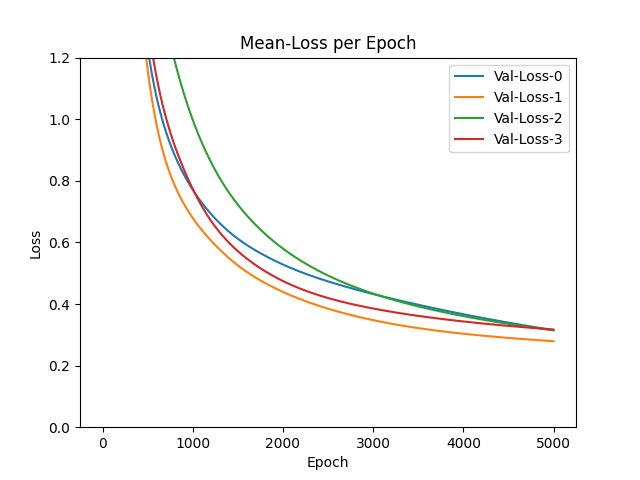 Mean-Loss per Epoch
1.2
1.0
0.8
0.6
0.4
0.2
0.0
Loss
Val-Loss-0
Val-Loss-1
Val-Loss-2
Val-Loss-3
0 1000 2000 3000 4000 5000
Epoch